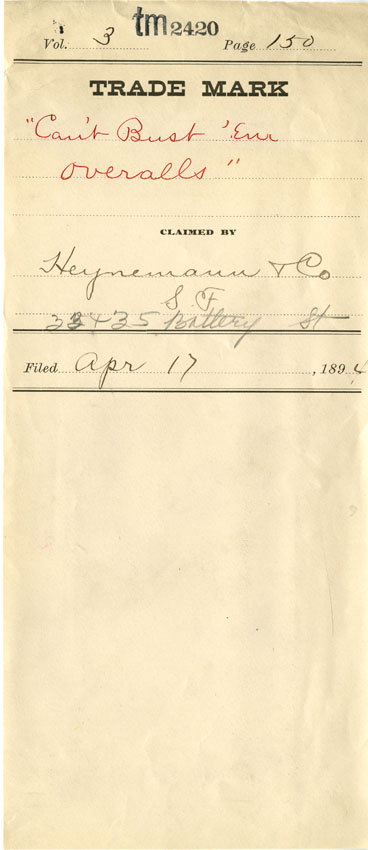 tm2420
Vol. 3 Page 150
TRADE MARK
"Can't Bust 'Em
Overalls"
CLAIMED BY
Heynemann & Co
S F
33 & 35 Battery St
Filed Apr 17, 1894